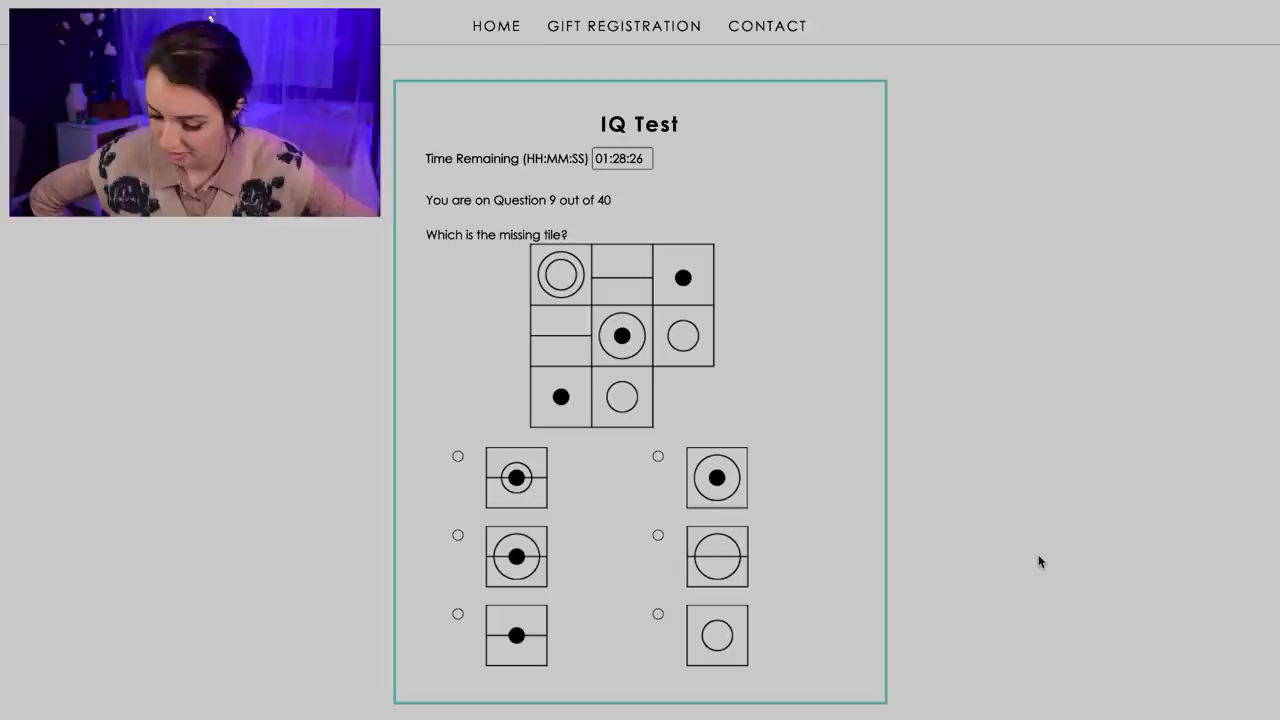 HOME GIFT REGISTRATION CONTACT
IQ Test
Time Remaining (HH:MM:SS) 01:28:26
You are on Question 9 out of 40
Which is the missing tile?